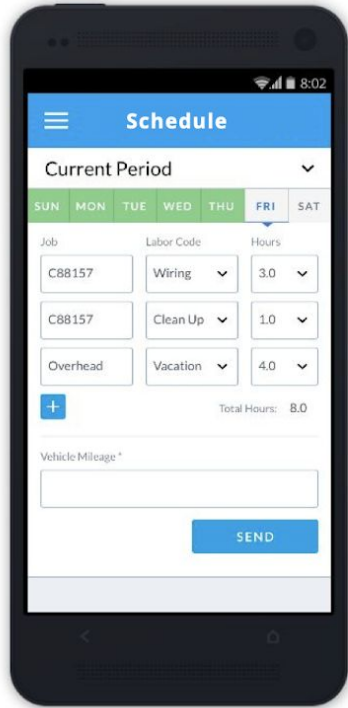 8:02
Schedule
Current Period
SUN MON TUE WED THU FRI SAT
Job Labor Code Hours
C88157 Wiring 3.0
C88157 Clean Up 1.0
Overhead Vacation 4.0
+
Total Hours: 8.0
Vehicle Mileage *
SEND